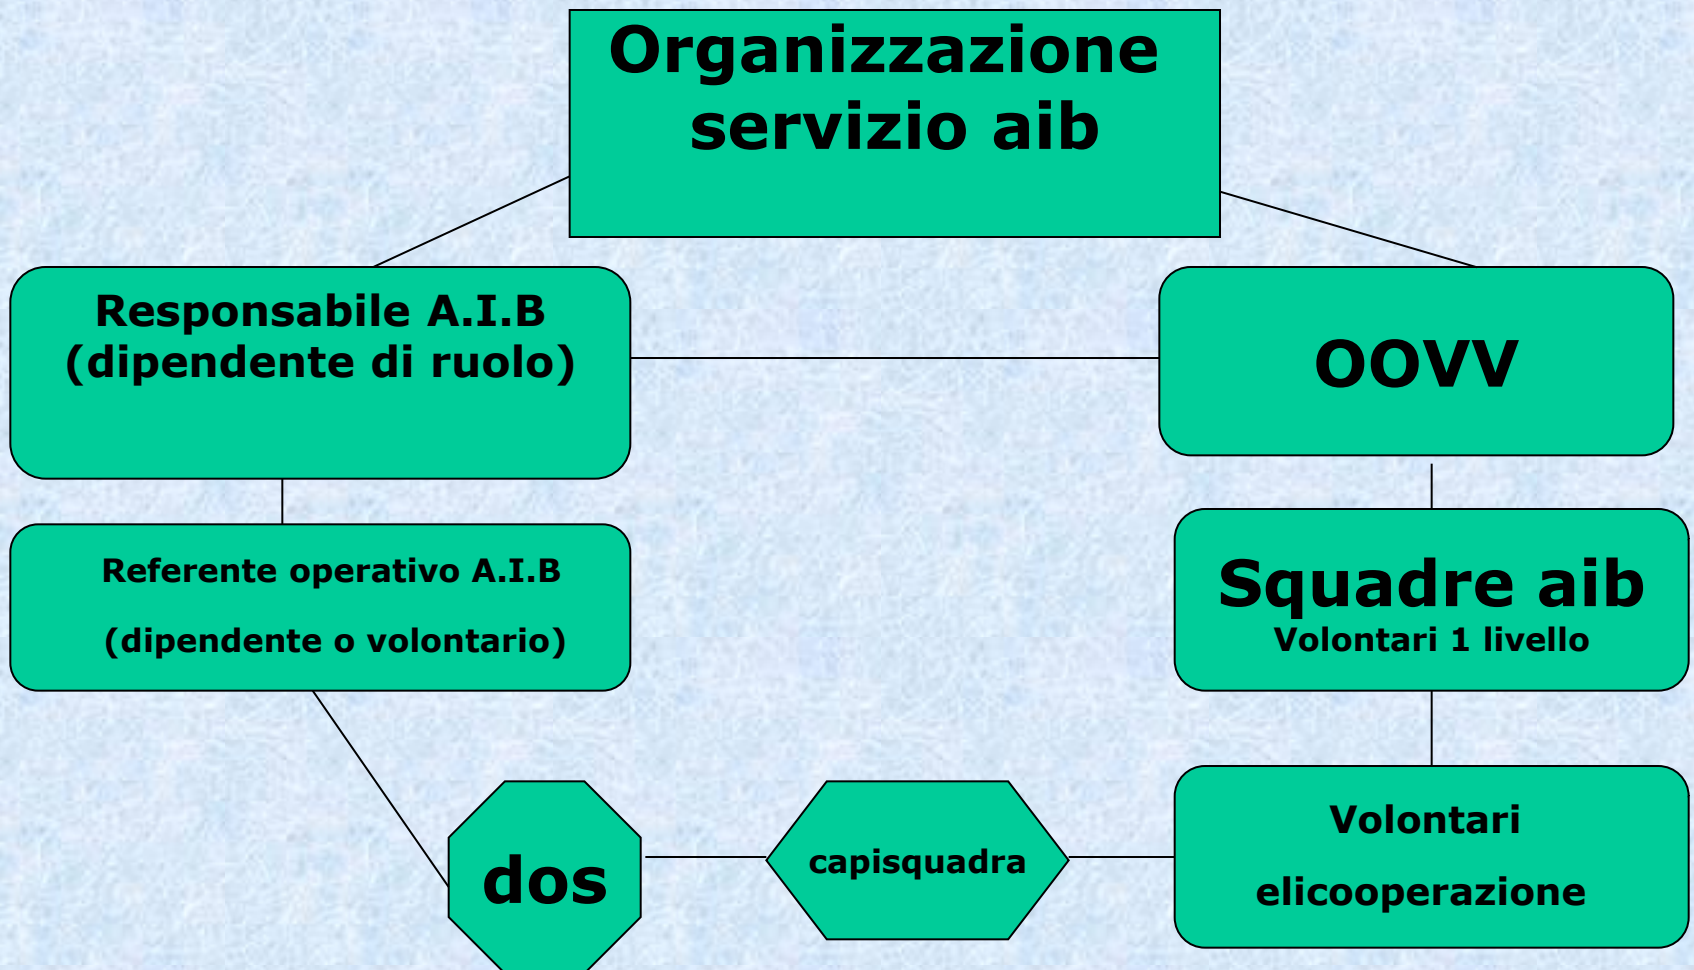 Organizzazione
servizio aib
Responsabile A.I.B
(dipendente di ruolo)
OOVV
Referente operativo A.I.B
(dipendente o volontario)
Squadre aib
Volontari 1 livello
dos
capisquadra
Volontari
elicooperazione